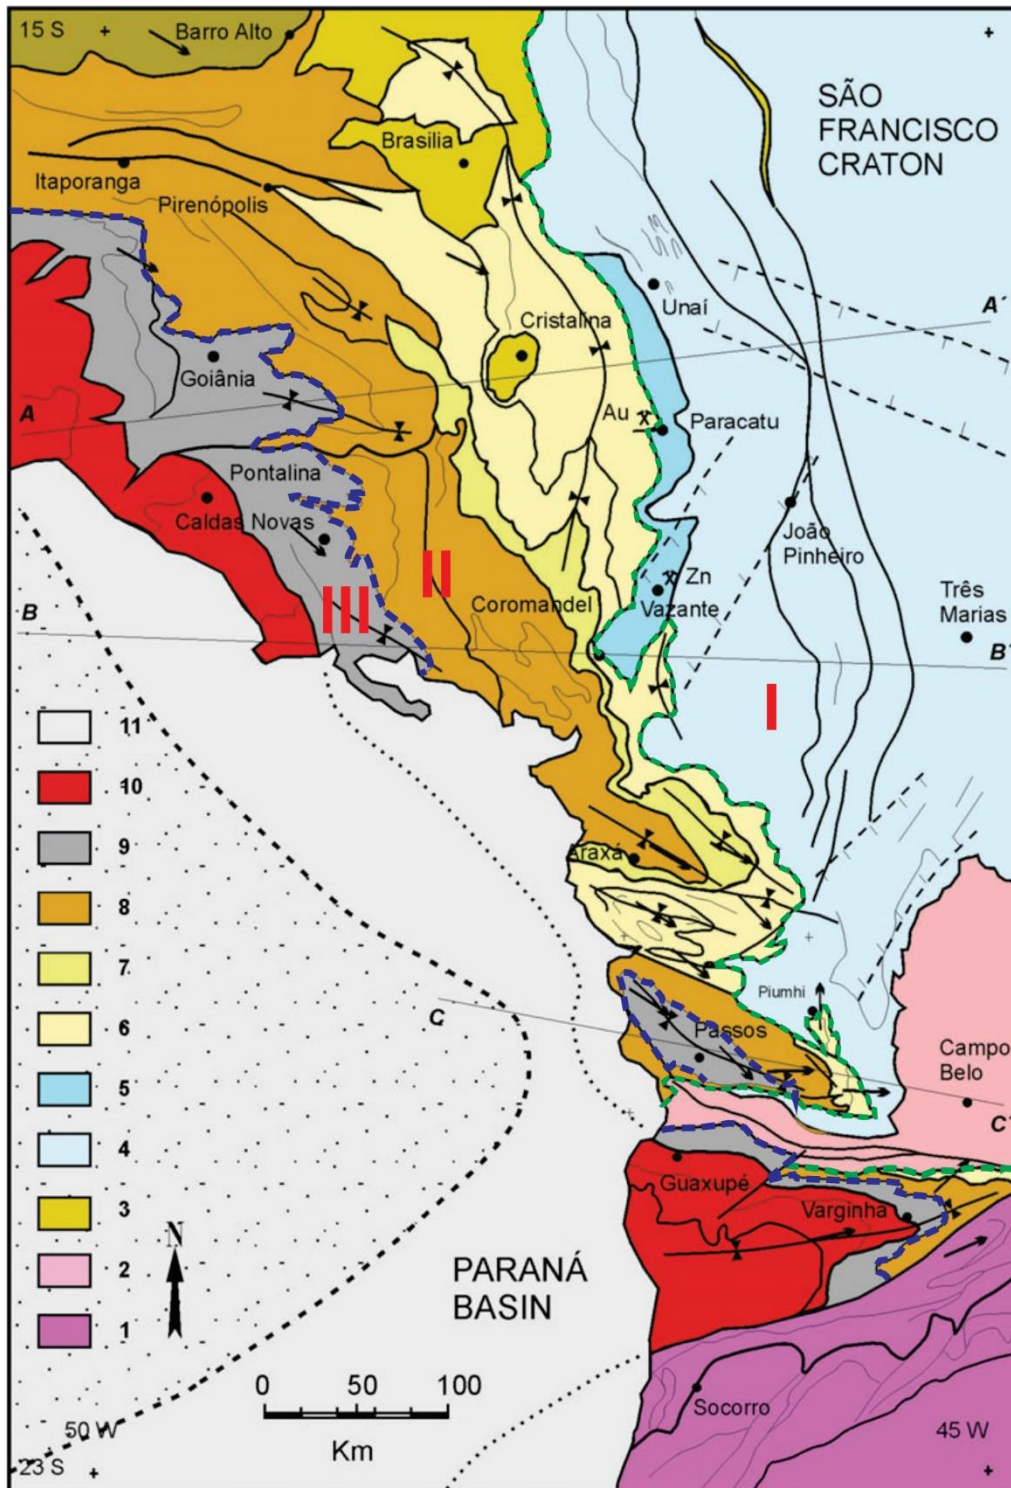 15 S
Barro Alto
SÃO
FRANCISCO
CRATON
Brasilia
Itaporanga
Pirenópolis
Unaí
A´
Cristalina
Goiânia
A
Au
Paracatu
Pontalina
Caldas Novas
João
Pinheiro
II
Zn
III
Coromandel
Vazante
Três
Marias
B
B´
I
11
10
9
Araxá
8
7
Piumhi
C
Passos
6
Campo
Belo
5
C´
4
Guaxupé
Varginha
3
N
2
PARANÁ
BASIN
1
0 50 100
Km
Socorro
50 W
45 W
23 S